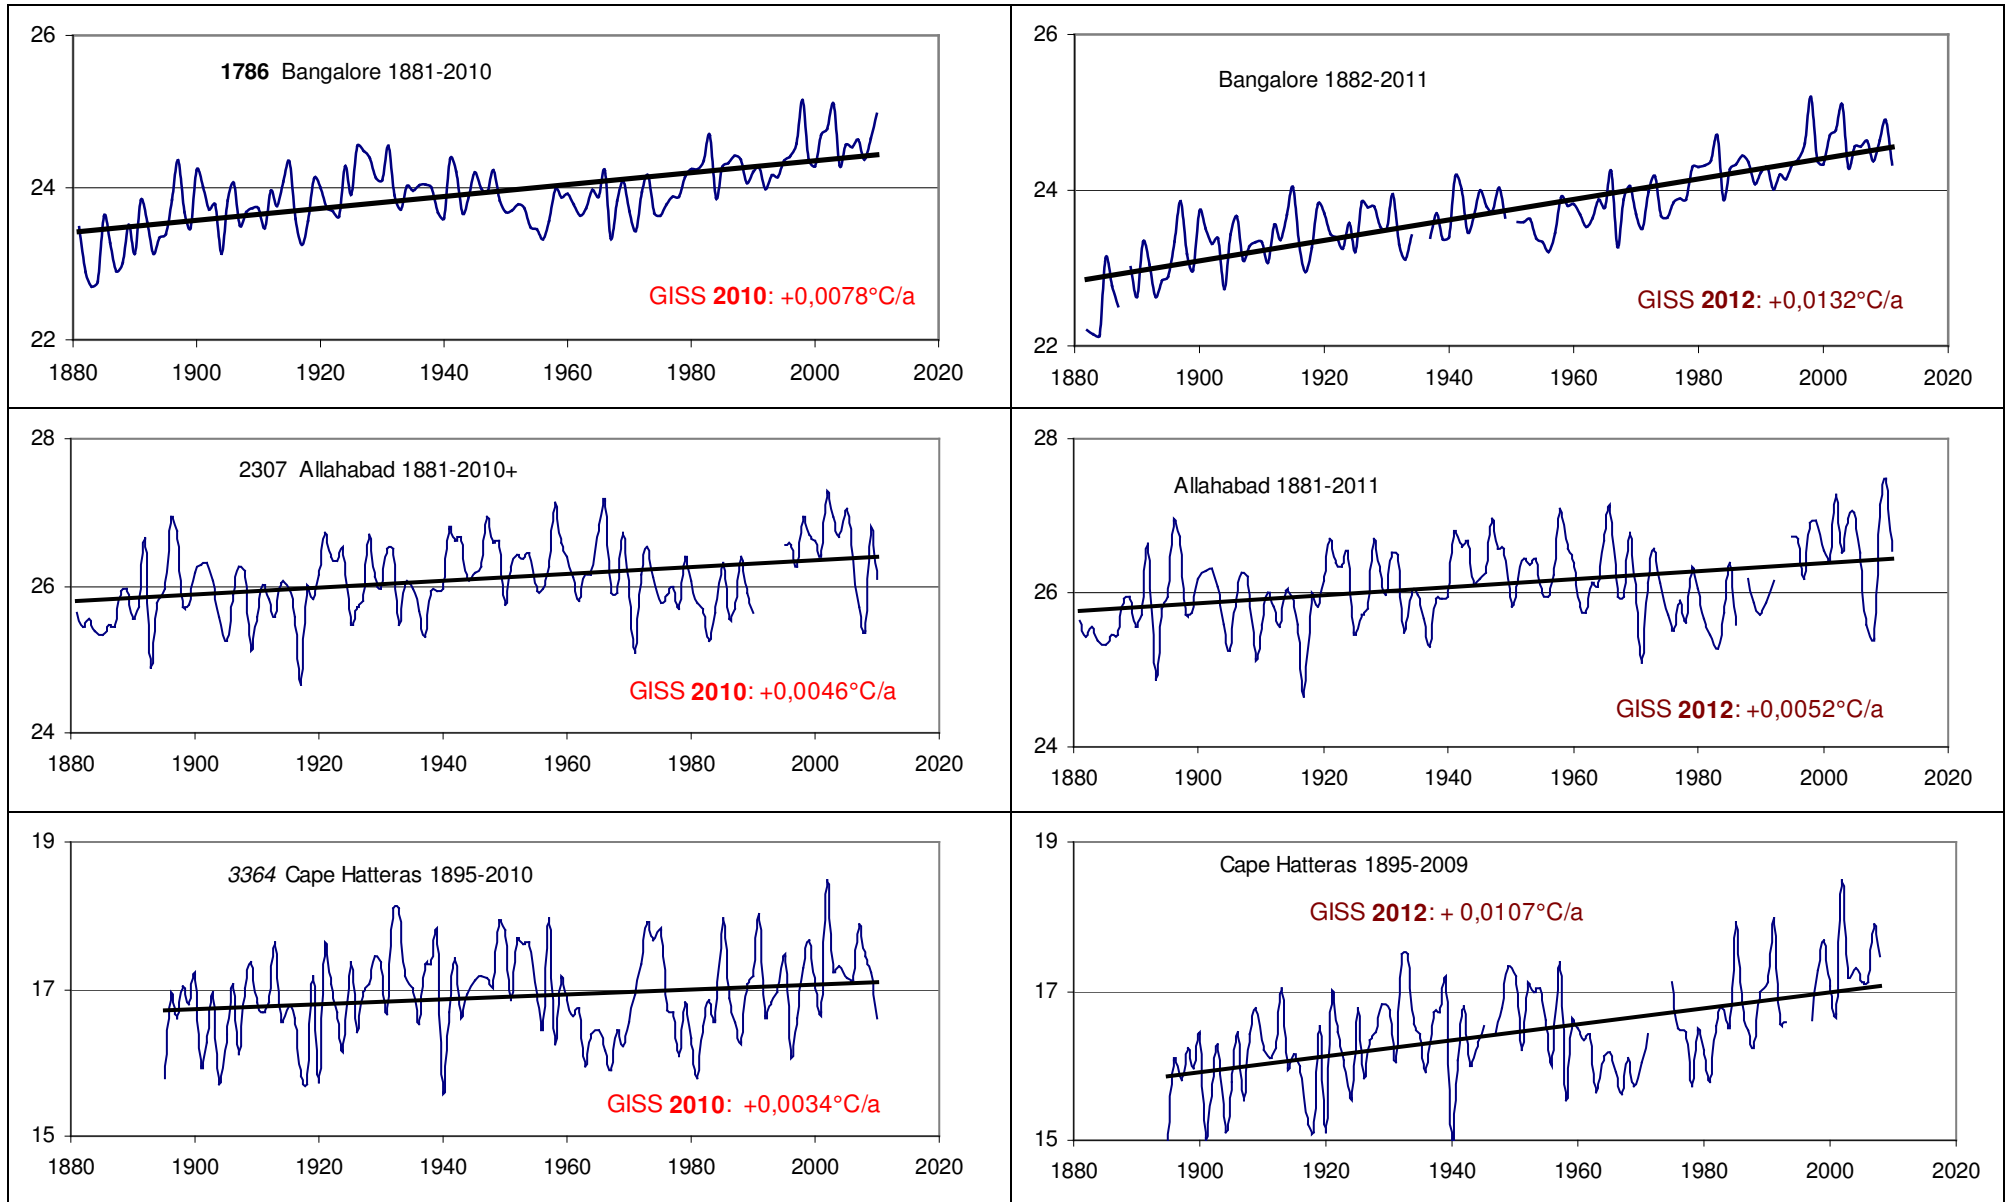 26
1786 Bangalore 1881-2010
24
GISS 2010: +0,0078°C/a
22
1880 1900 1920 1940 1960 1980 2000 2020
26
Bangalore 1882-2011
24
GISS 2012: +0,0132°C/a
22
1880 1900 1920 1940 1960 1980 2000 2020
28
2307 Allahabad 1881-2010+
26
GISS 2010: +0,0046°C/a
24
1880 1900 1920 1940 1960 1980 2000 2020
28
Allahabad 1881-2011
26
GISS 2012: +0,0052°C/a
24
1880 1900 1920 1940 1960 1980 2000 2020
19
3364 Cape Hatteras 1895-2010
17
GISS 2010: +0,0034°C/a
15
1880 1900 1920 1940 1960 1980 2000 2020
19
Cape Hatteras 1895-2009
GISS 2012: + 0,0107°C/a
17
15
1880 1900 1920 1940 1960 1980 2000 2020